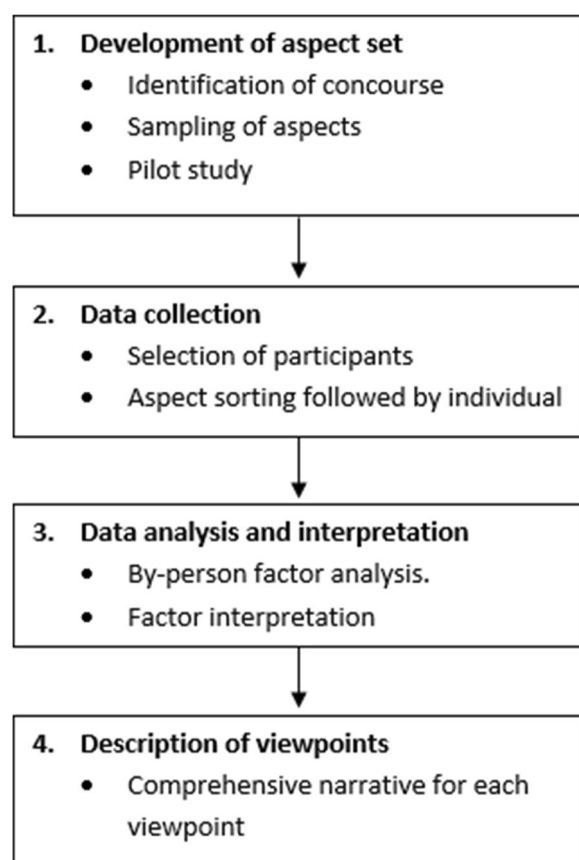 1. Development of aspect set
• Identification of concourse
• Sampling of aspects
• Pilot study
2. Data collection
• Selection of participants
• Aspect sorting followed by individual
3. Data analysis and interpretation
• By-person factor analysis.
• Factor interpretation
4. Description of viewpoints
• Comprehensive narrative for each
viewpoint